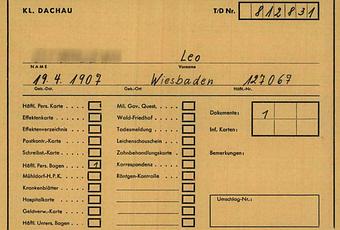 KL. DACHAU T/D Nr. 812831
Leo
NAME Vorname
19.4.1907 Wiesbaden 127067
Geb.-Dat. Geb.-Ort Häftl.-Nr.
Häftl. Pers. Karte
Effektenkarte
Effektenverzeichnis
Postkontr.-Karte
Schreibst.-Karte
Häftl. Pers. Bogen 1
Mühldorf-H.P.K.
Krankenblätter
Hospitalkarte
Geldverw.-Karte
Häftl. Unters. Bogen
Mil. Gov. Quest.
Wald-Friedhof
Todesmeldung
Leichenschauschein
Zahnbehandlungskarte
Korrespondenz
Röntgen-Kontrolle
Dokumente: 1
Inf. Karten:
Bemerkungen:
Umschlag-Nr.: